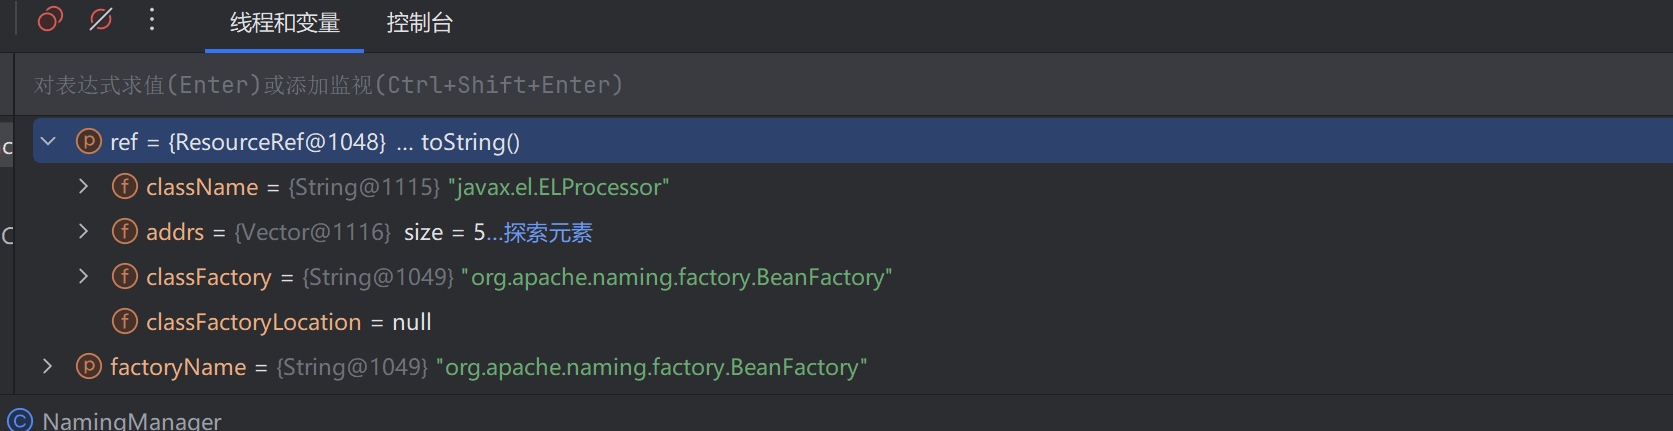 线程和变量 控制台
对表达式求值(Enter)或添加监视(Ctrl+Shift+Enter)
p ref = {ResourceRef@1048} ... toString()
f className = {String@1115} "javax.el.ELProcessor"
f addrs = {Vector@1116} size = 5...探索元素
f classFactory = {String@1049} "org.apache.naming.factory.BeanFactory"
f classFactoryLocation = null
p factoryName = {String@1049} "org.apache.naming.factory.BeanFactory"
C NamingManager